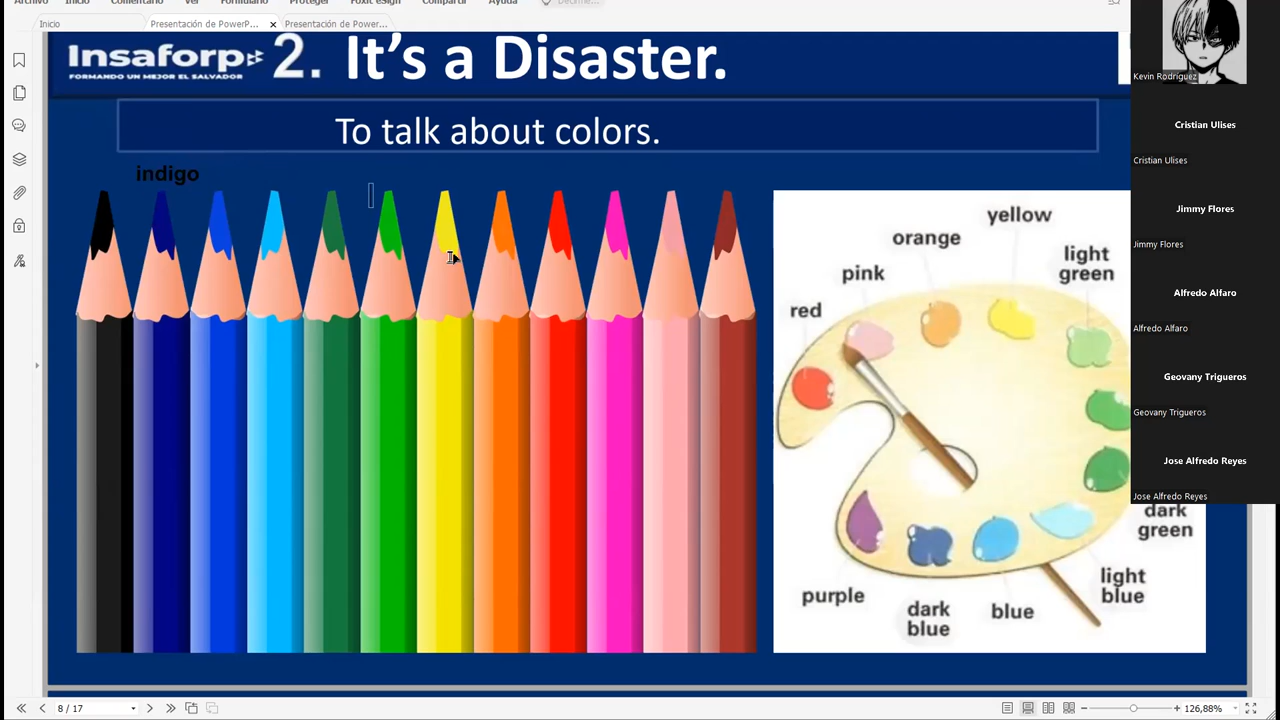 Archivo Inicio Comentario Ver Formulario Proteger Foxit eSign Compartir Ayuda Decirme...
Inicio Presentación de PowerP... Presentación de Power...
Insaforp 2. It's a Disaster.
FORMANDO UN MEJOR EL SALVADOR
To talk about colors.
indigo
yellow
orange
light
green
pink
red
dark
green
light
blue
purple
dark
blue
blue
Kevin Rodríguez
Cristian Ulises
Cristian Ulises
Jimmy Flores
Jimmy Flores
Alfredo Alfaro
Alfredo Alfaro
Geovany Trigueros
Geovany Trigueros
Jose Alfredo Reyes
Jose Alfredo Reyes
8 / 17
126,88%